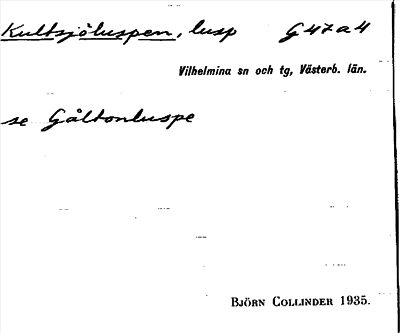 Kultsjöluspen, lusp G47a4
Vilhelmina sn och tg, Västerb. län.
se Gåltonluspe
BJÖRN COLLINDER 1935.